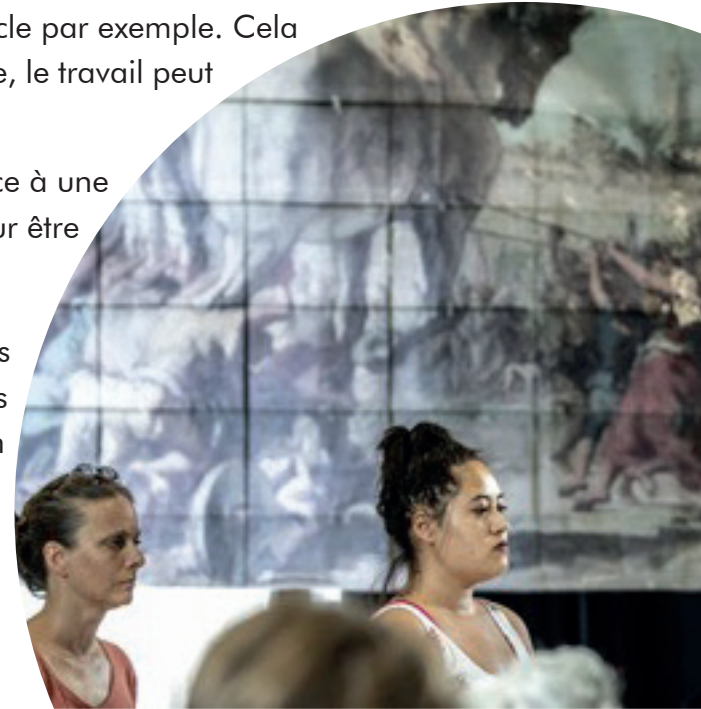 cle par exemple. Cela
e, le travail peut
ce à une
ur être
s
s
n